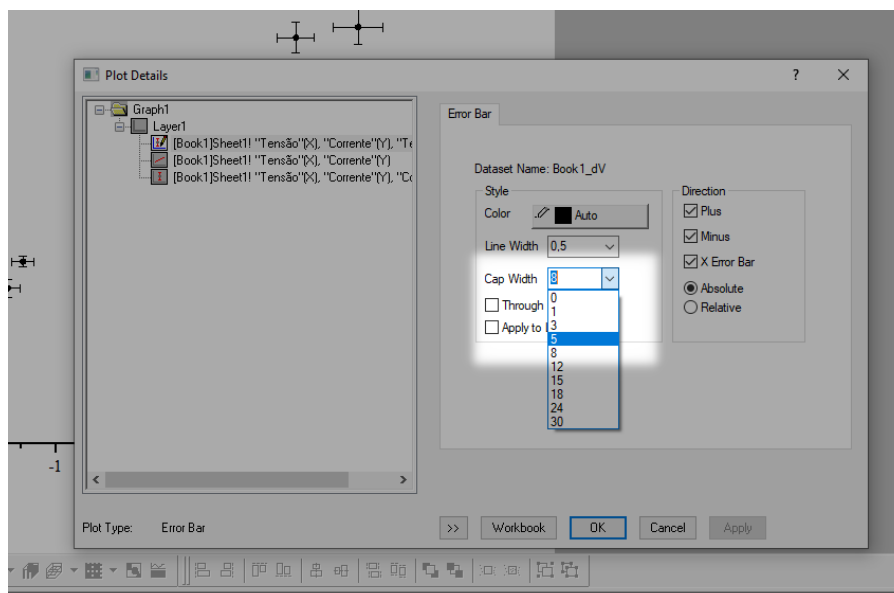 Plot Details
?
Graph1
Layer1
[Book1]Sheet1! "Tensão"(X), "Corrente"(Y), "Te
[Book1]Sheet1! "Tensão"(X), "Corrente"(Y)
[Book1]Sheet1! "Tensão"(X), "Corrente"(Y), "Co
Error Bar
Dataset Name: Book1_dV
Style
Color Auto
Line Width 0,5
Cap Width 8
Through
Apply to
0
1
3
5
8
12
15
18
24
30
Direction
Plus
Minus
X Error Bar
Absolute
Relative
-1
Plot Type: Error Bar
>> Workbook OK Cancel Apply